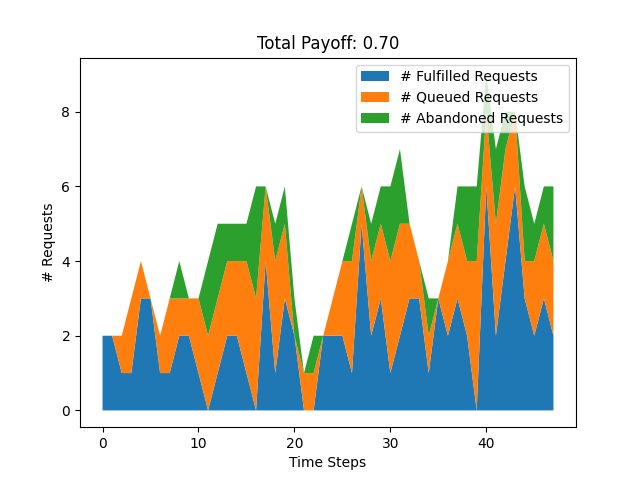 Total Payoff: 0.70
# Fulfilled Requests
# Queued Requests
# Abandoned Requests
8
6
4
2
0
# Requests
0 10 20 30 40
Time Steps